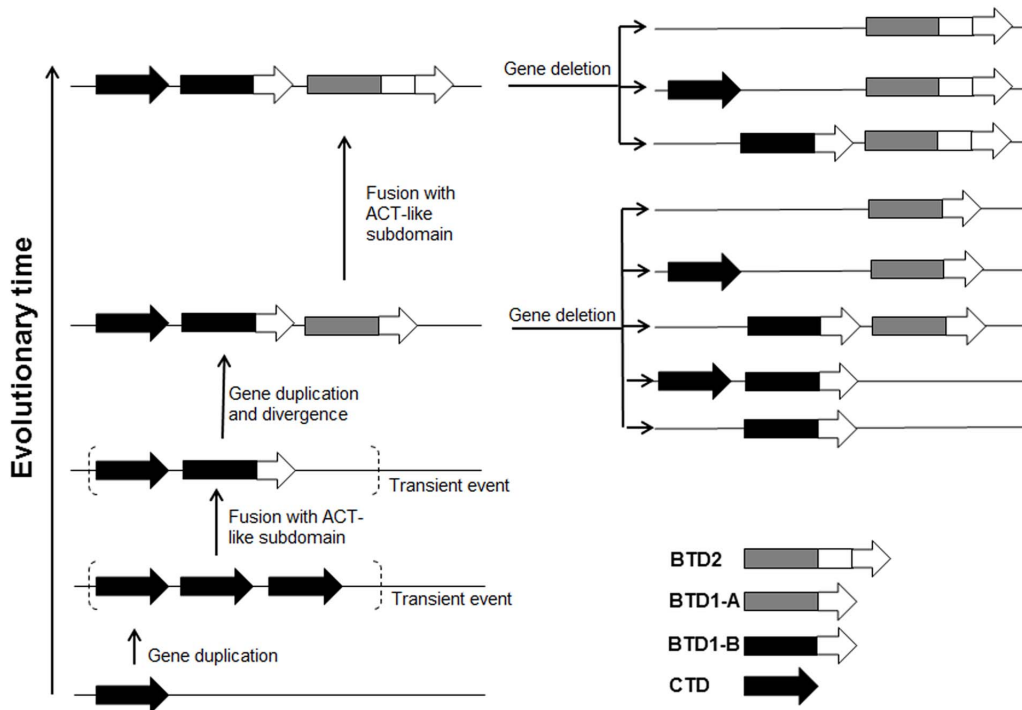 Evolutionary time
Fusion with
ACT-like
subdomain
Gene duplication
and divergence
Transient event
Fusion with ACT-
like subdomain
Transient event
Gene duplication
Gene deletion
Gene deletion
BTD2
BTD1-A
BTD1-B
CTD